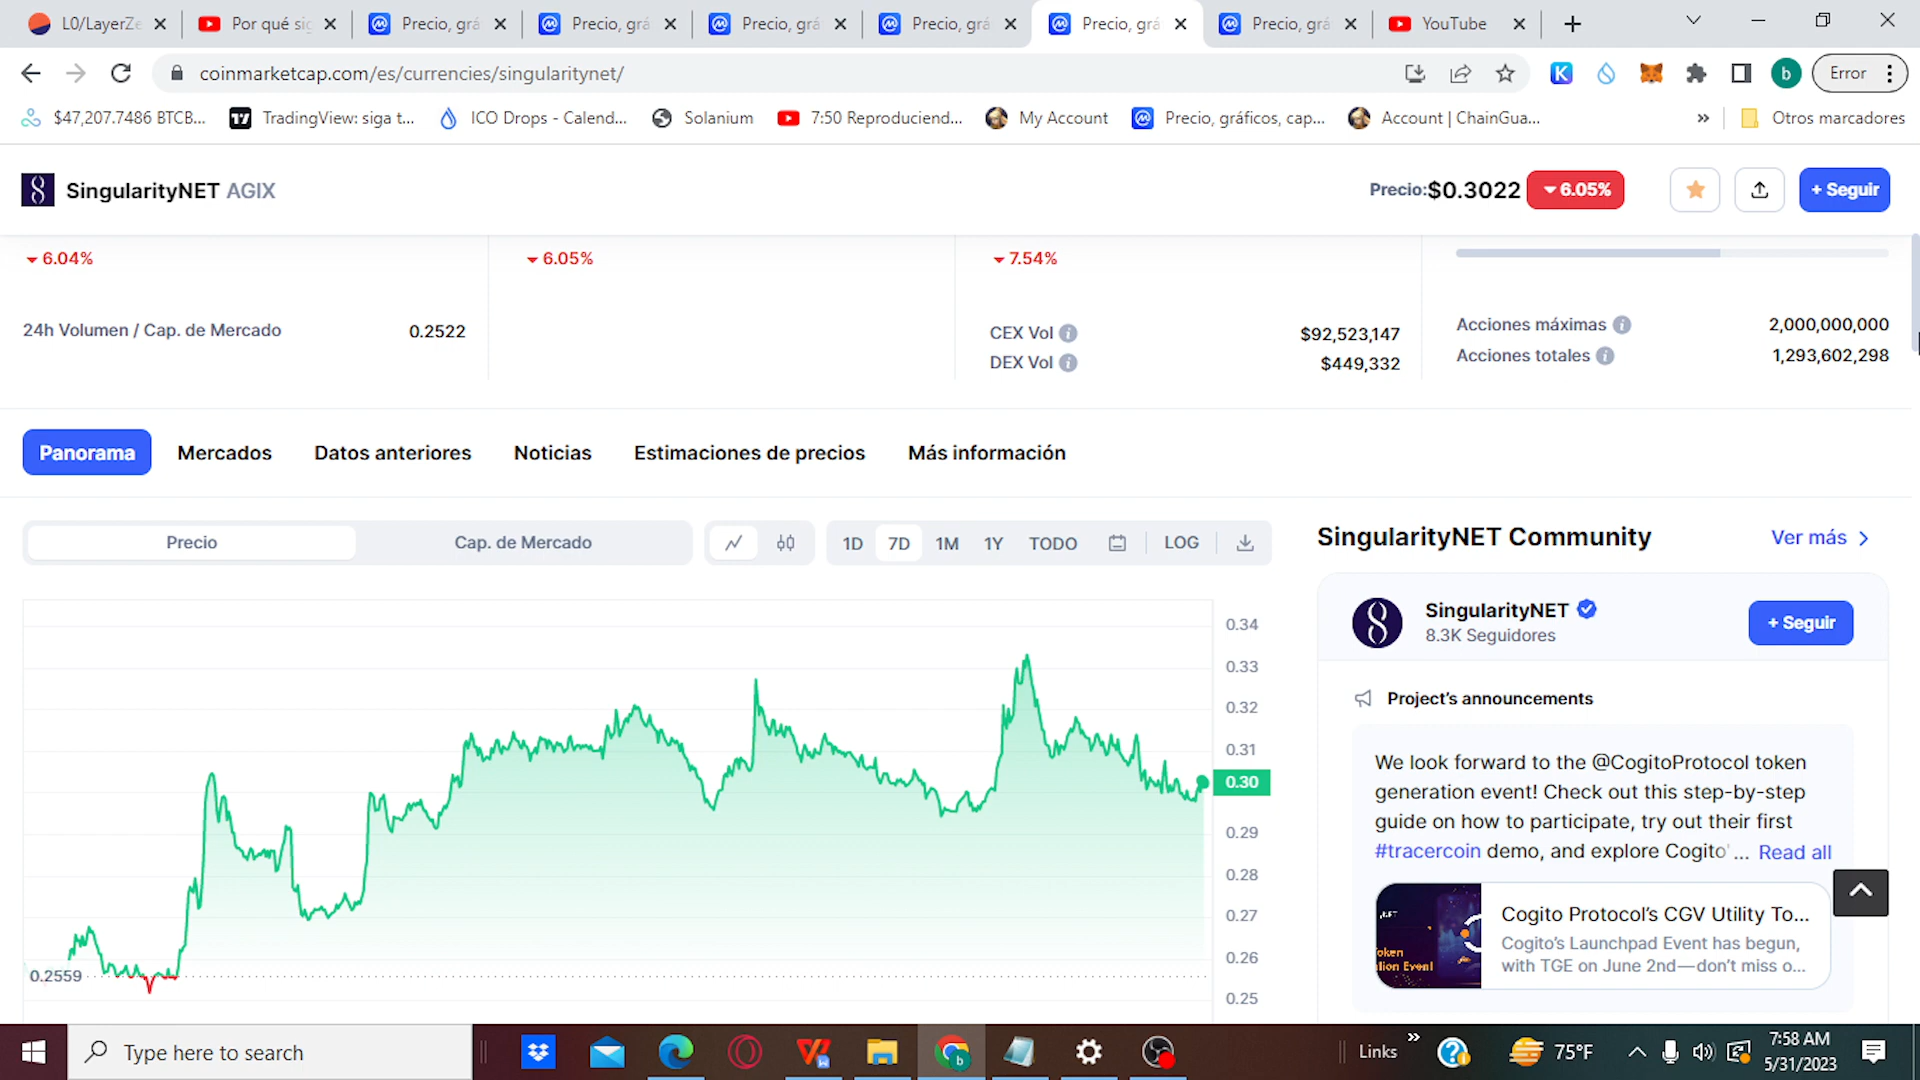 L0/LayerZe
Por qué sig
Precio, grá
Precio, grá
Precio, grá
Precio, grá
Precio, grá
Precio, grá
YouTube
coinmarketcap.com/es/currencies/singularitynet/
K
b
Error
$47,207.7486 BTCB...
TradingView: siga t...
ICO Drops - Calend...
Solanium
7:50 Reproduciend...
My Account
Precio, gráficos, cap...
Account | ChainGua...
»
Otros marcadores
SingularityNET AGIX
Precio:$0.3022
6.05%
+ Seguir
6.04%
6.05%
7.54%
24h Volumen / Cap. de Mercado
0.2522
CEX Vol
$92,523,147
DEX Vol
$449,332
Acciones máximas
2,000,000,000
Acciones totales
1,293,602,298
Panorama
Mercados
Datos anteriores
Noticias
Estimaciones de precios
Más información
Precio
Cap. de Mercado
1D
7D
1M
1Y
TODO
LOG
0.34
0.33
0.32
0.31
0.30
0.29
0.28
0.27
0.26
0.25
0.2559
SingularityNET Community
Ver más
SingularityNET
8.3K Seguidores
+ Seguir
Project's announcements
We look forward to the @CogitoProtocol token
generation event! Check out this step-by-step
guide on how to participate, try out their first
#tracercoin demo, and explore Cogito' ... Read all
Cogito Protocol's CGV Utility To...
Cogito's Launchpad Event has begun,
with TGE on June 2nd—don't miss o...
Type here to search
Links
75°F
7:58 AM
5/31/2023